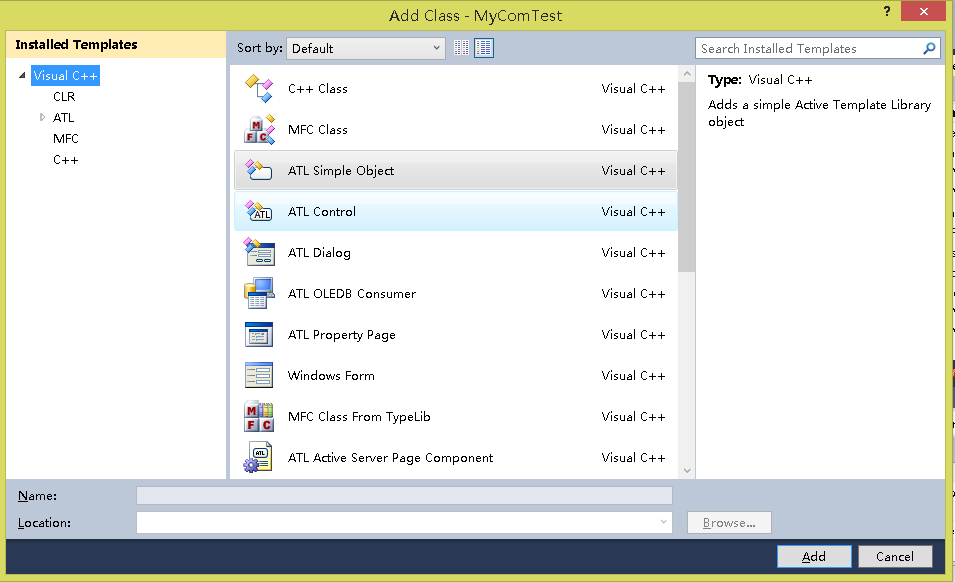 Add Class - MyComTest
?
Installed Templates
Sort by: Default
Search Installed Templates
Visual C++
CLR
ATL
MFC
C++
C++ Class Visual C++
MFC Class Visual C++
ATL Simple Object Visual C++
ATL Control Visual C++
ATL Dialog Visual C++
ATL OLEDB Consumer Visual C++
ATL Property Page Visual C++
Windows Form Visual C++
MFC Class From TypeLib Visual C++
ATL Active Server Page Component Visual C++
Type: Visual C++
Adds a simple Active Template Library
object
Name:
Location:
Browse...
Add
Cancel